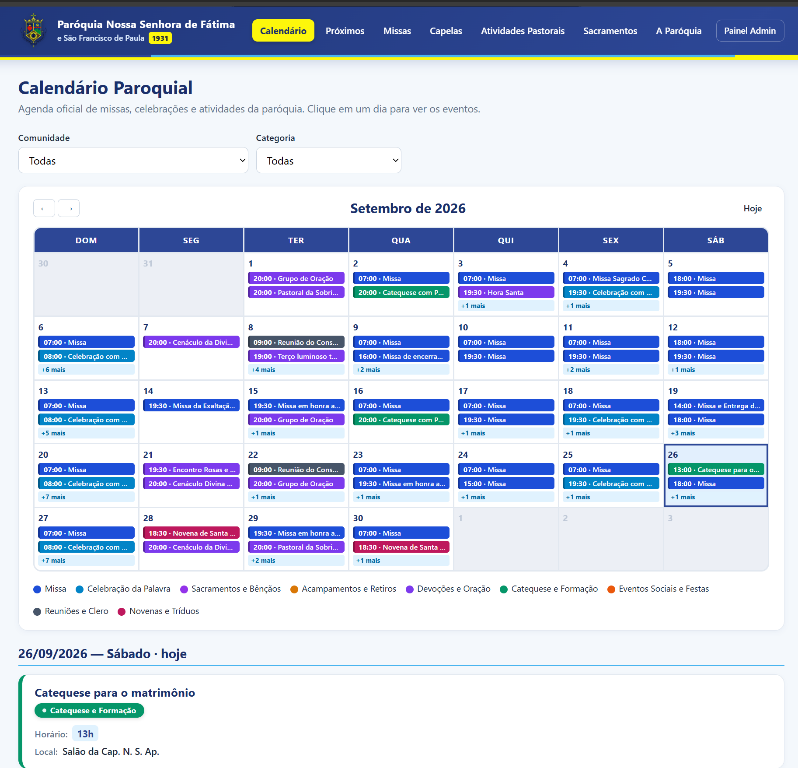 Paróquia Nossa Senhora de Fátima
e São Francisco de Paula 1931
Calendário Próximos Missas Capelas Atividades Pastorais Sacramentos A Paróquia Painel Admin
Calendário Paroquial
Agenda oficial de missas, celebrações e atividades da paróquia. Clique em um dia para ver os eventos.
Comunidade Categoria
Todas Todas
← → Setembro de 2026 Hoje
DOM SEG TER QUA QUI SEX SÁB
30 31 1 2 3 4 5
20:00 · Grupo de Oração 07:00 · Missa 07:00 · Missa 07:00 · Missa Sagrado C... 18:00 · Missa
20:00 · Pastoral da Sobri... 20:00 · Catequese com P... 19:30 · Hora Santa 19:30 · Celebração com ... 19:30 · Missa
+1 mais +1 mais
6 7 8 9 10 11 12
07:00 · Missa 20:00 · Cenáculo da Divi... 09:00 · Reunião do Cons... 07:00 · Missa 07:00 · Missa 07:00 · Missa 18:00 · Missa
08:00 · Celebração com ... 19:00 · Terço luminoso t... 16:00 · Missa de encerra... 19:30 · Missa 19:30 · Missa 19:30 · Missa
+6 mais +4 mais +2 mais +2 mais +1 mais
13 14 15 16 17 18 19
07:00 · Missa 19:30 · Missa da Exaltaçã... 19:30 · Missa em honra a... 07:00 · Missa 07:00 · Missa 07:00 · Missa 14:00 · Missa e Entrega d...
08:00 · Celebração com ... 20:00 · Grupo de Oração 20:00 · Catequese com P... 19:30 · Missa 19:30 · Celebração com ... 18:00 · Missa
+5 mais +1 mais +1 mais +1 mais +3 mais
20 21 22 23 24 25 26
07:00 · Missa 19:30 · Encontro Rosas e ... 09:00 · Reunião do Cons... 07:00 · Missa 07:00 · Missa 07:00 · Missa 13:00 · Catequese para o...
08:00 · Celebração com ... 20:00 · Cenáculo Divina ... 20:00 · Grupo de Oração 19:30 · Missa em honra a... 15:00 · Missa 19:30 · Celebração com ... 18:00 · Missa
+7 mais +1 mais +1 mais +1 mais +1 mais +1 mais
27 28 29 30 1 2 3
07:00 · Missa 18:30 · Novena de Santa ... 19:30 · Missa em honra a... 07:00 · Missa
08:00 · Celebração com ... 20:00 · Cenáculo da Divi... 20:00 · Pastoral da Sobri... 18:30 · Novena de Santa ...
+7 mais +2 mais +1 mais
Missa Celebração da Palavra Sacramentos e Bênçãos Acampamentos e Retiros Devoções e Oração Catequese e Formação Eventos Sociais e Festas
Reuniões e Clero Novenas e Tríduos
26/09/2026 — Sábado · hoje
Catequese para o matrimônio
• Catequese e Formação
Horário: 13h
Local: Salão da Cap. N. S. Ap.